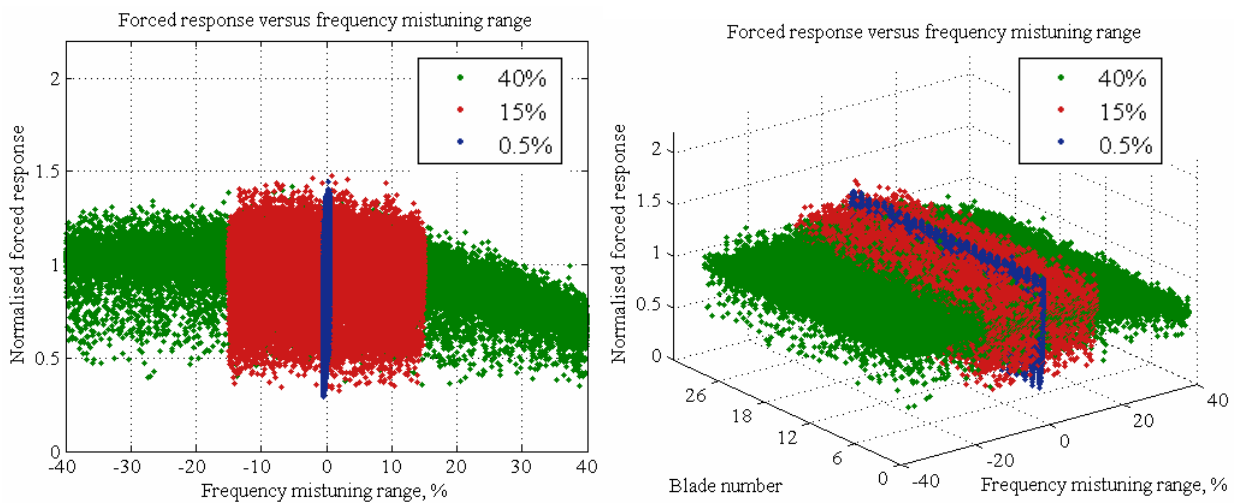 Forced response versus frequency mistuning range
40%
15%
0.5%
Normalised forced response
2
1.5
1
0.5
0
-40 -30 -20 -10 0 10 20 30 40
Frequency mistuning range, %
Forced response versus frequency mistuning range
40%
15%
0.5%
Normalised forced response
2
1.5
1
0.5
0
26 18 12 6 0
Blade number
-40 -20 0 20 40
Frequency mistuning range, %